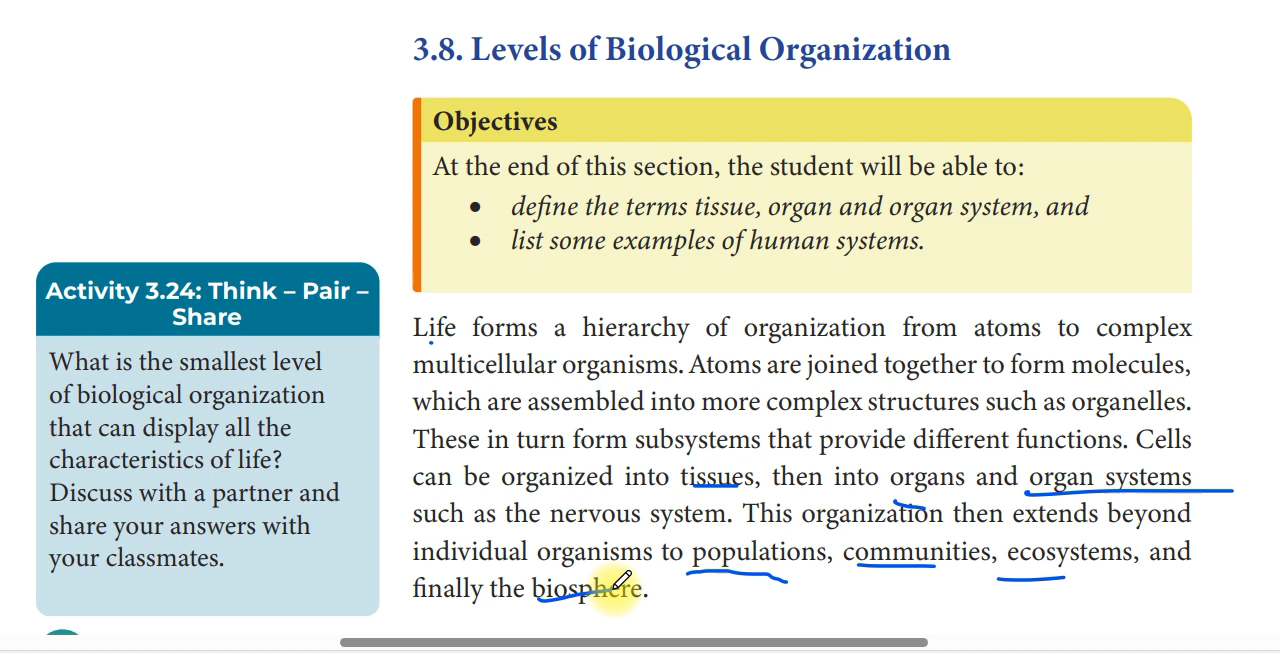 3.8. Levels of Biological Organization
Objectives
At the end of this section, the student will be able to:
• define the terms tissue, organ and organ system, and
• list some examples of human systems.
Activity 3.24: Think – Pair –
Share
What is the smallest level
of biological organization
that can display all the
characteristics of life?
Discuss with a partner and
share your answers with
your classmates.
Life forms a hierarchy of organization from atoms to complex
multicellular organisms. Atoms are joined together to form molecules,
which are assembled into more complex structures such as organelles.
These in turn form subsystems that provide different functions. Cells
can be organized into tissues, then into organs and organ systems
such as the nervous system. This organization then extends beyond
individual organisms to populations, communities, ecosystems, and
finally the biosphere.